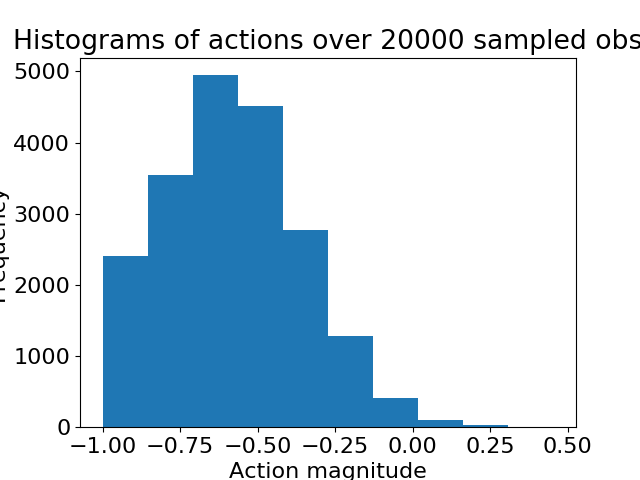 Histograms of actions over 20000 sampled obs
5000
4000
3000
2000
1000
0
Frequency
−1.00 −0.75 −0.50 −0.25 0.00 0.25 0.50
Action magnitude